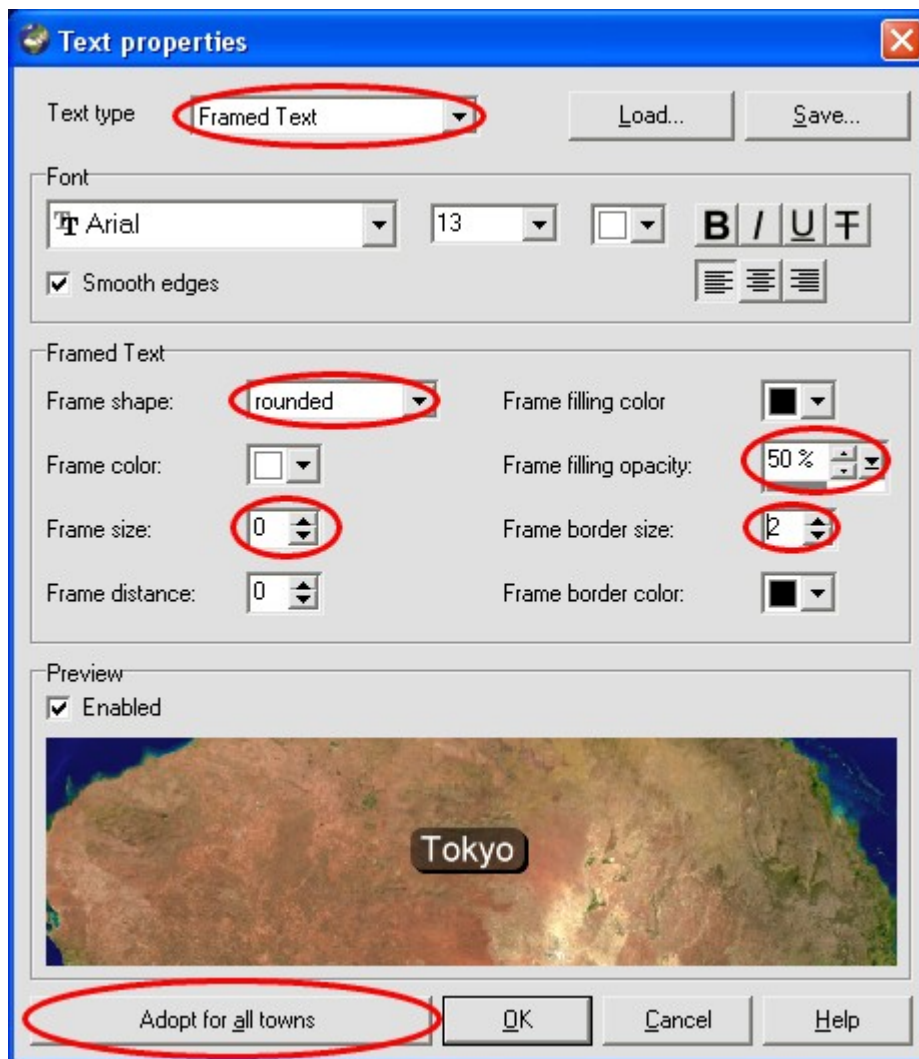 Text properties
Text type Framed Text Load... Save...
Font
Arial 13 B I U T
Smooth edges
Framed Text
Frame shape: rounded Frame filling color
Frame color: Frame filling opacity: 50 %
Frame size: 0 Frame border size: 2
Frame distance: 0 Frame border color:
Preview
Enabled
Tokyo
Adopt for all towns OK Cancel Help